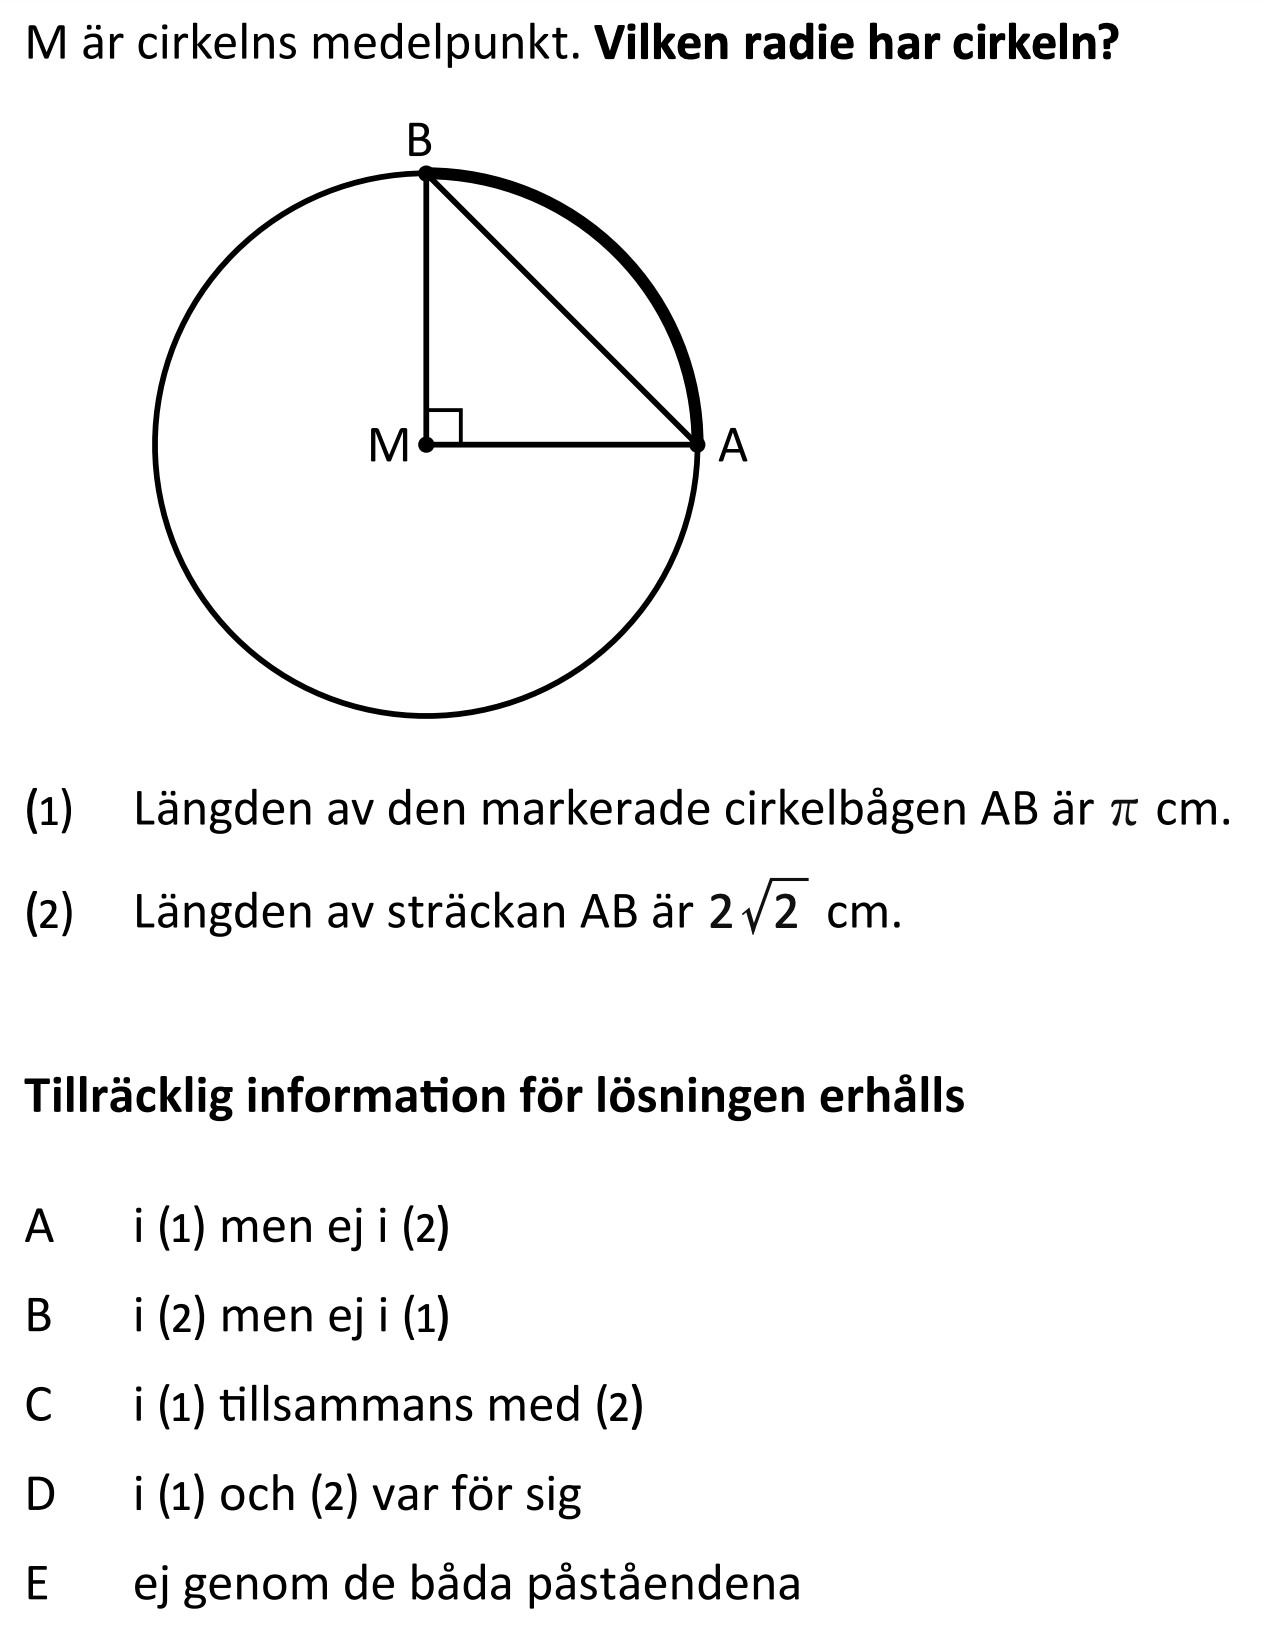 M är cirkelns medelpunkt. Vilken radie har cirkeln?
B
M
A
(1) Längden av den markerade cirkelbågen AB är π cm.
(2) Längden av sträckan AB är 2√2 cm.
Tillräcklig information för lösningen erhålls
A i (1) men ej i (2)
B i (2) men ej i (1)
C i (1) tillsammans med (2)
D i (1) och (2) var för sig
E ej genom de båda påståendena